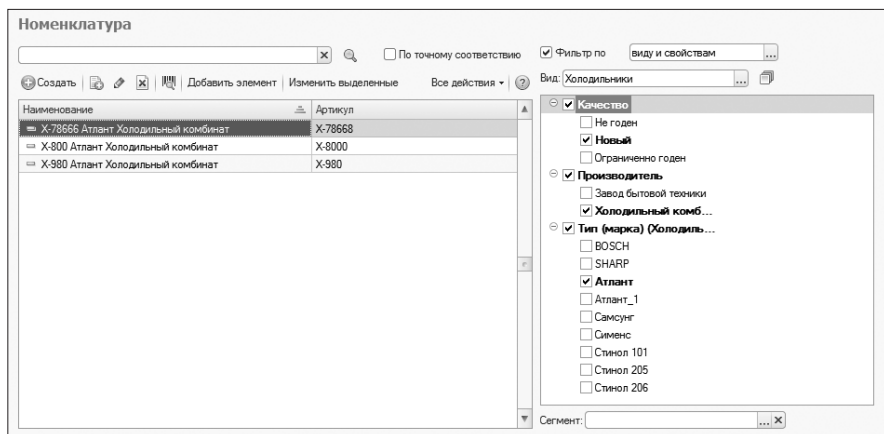 Номенклатура
По точному соответствию
Фильтр по виду и свойствам ...
Создать Добавить элемент Изменить выделенные Все действия
Вид: Холодильники ...
Наименование Артикул
X-78666 Атлант Холодильный комбинат X-78668
X-800 Атлант Холодильный комбинат X-8000
X-980 Атлант Холодильный комбинат X-980
Качество
Не годен
Новый
Ограниченно годен
Производитель
Завод бытовой техники
Холодильный комб...
Тип (марка) (Холодиль...
BOSCH
SHARP
Атлант
Атлант_1
Самсунг
Сименс
Стинол 101
Стинол 205
Стинол 206
Сегмент: ...